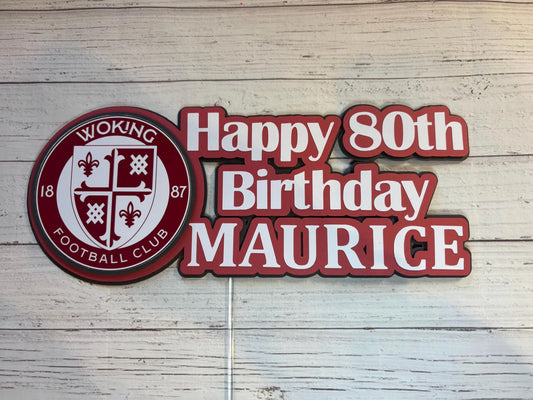 WOKING
18 87
FOOTBALL CLUB
Happy 80th
Birthday
MAURICE